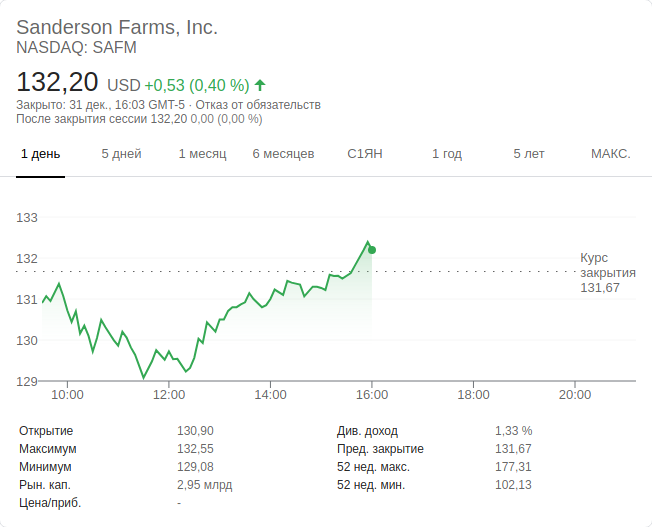 Sanderson Farms, Inc.
NASDAQ: SAFM
132,20 USD +0,53 (0,40 %)
Закрыто: 31 дек., 16:03 GMT-5 · Отказ от обязательств
После закрытия сессии 132,20 0,00 (0,00 %)
1 день 5 дней 1 месяц 6 месяцев С1ЯН 1 год 5 лет МАКС.
133
132
131
130
129
Курс
закрытия
131,67
10:00 12:00 14:00 16:00 18:00 20:00
Открытие 130,90 Див. доход 1,33 %
Максимум 132,55 Пред. закрытие 131,67
Минимум 129,08 52 нед. макс. 177,31
Рын. кап. 2,95 млрд 52 нед. мин. 102,13
Цена/приб. -